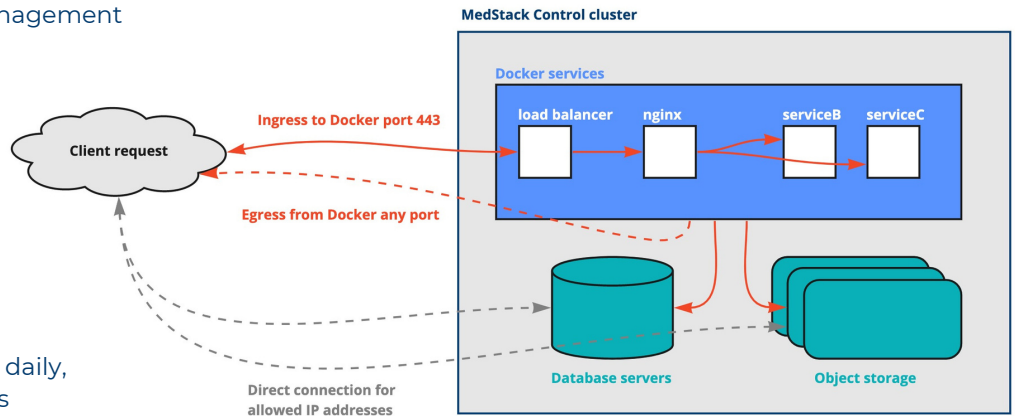 nagement
MedStack Control cluster
Docker services
load balancer
nginx
serviceB
serviceC
Ingress to Docker port 443
Client request
Egress from Docker any port
daily,
s
Database servers
Object storage
Direct connection for
allowed IP addresses